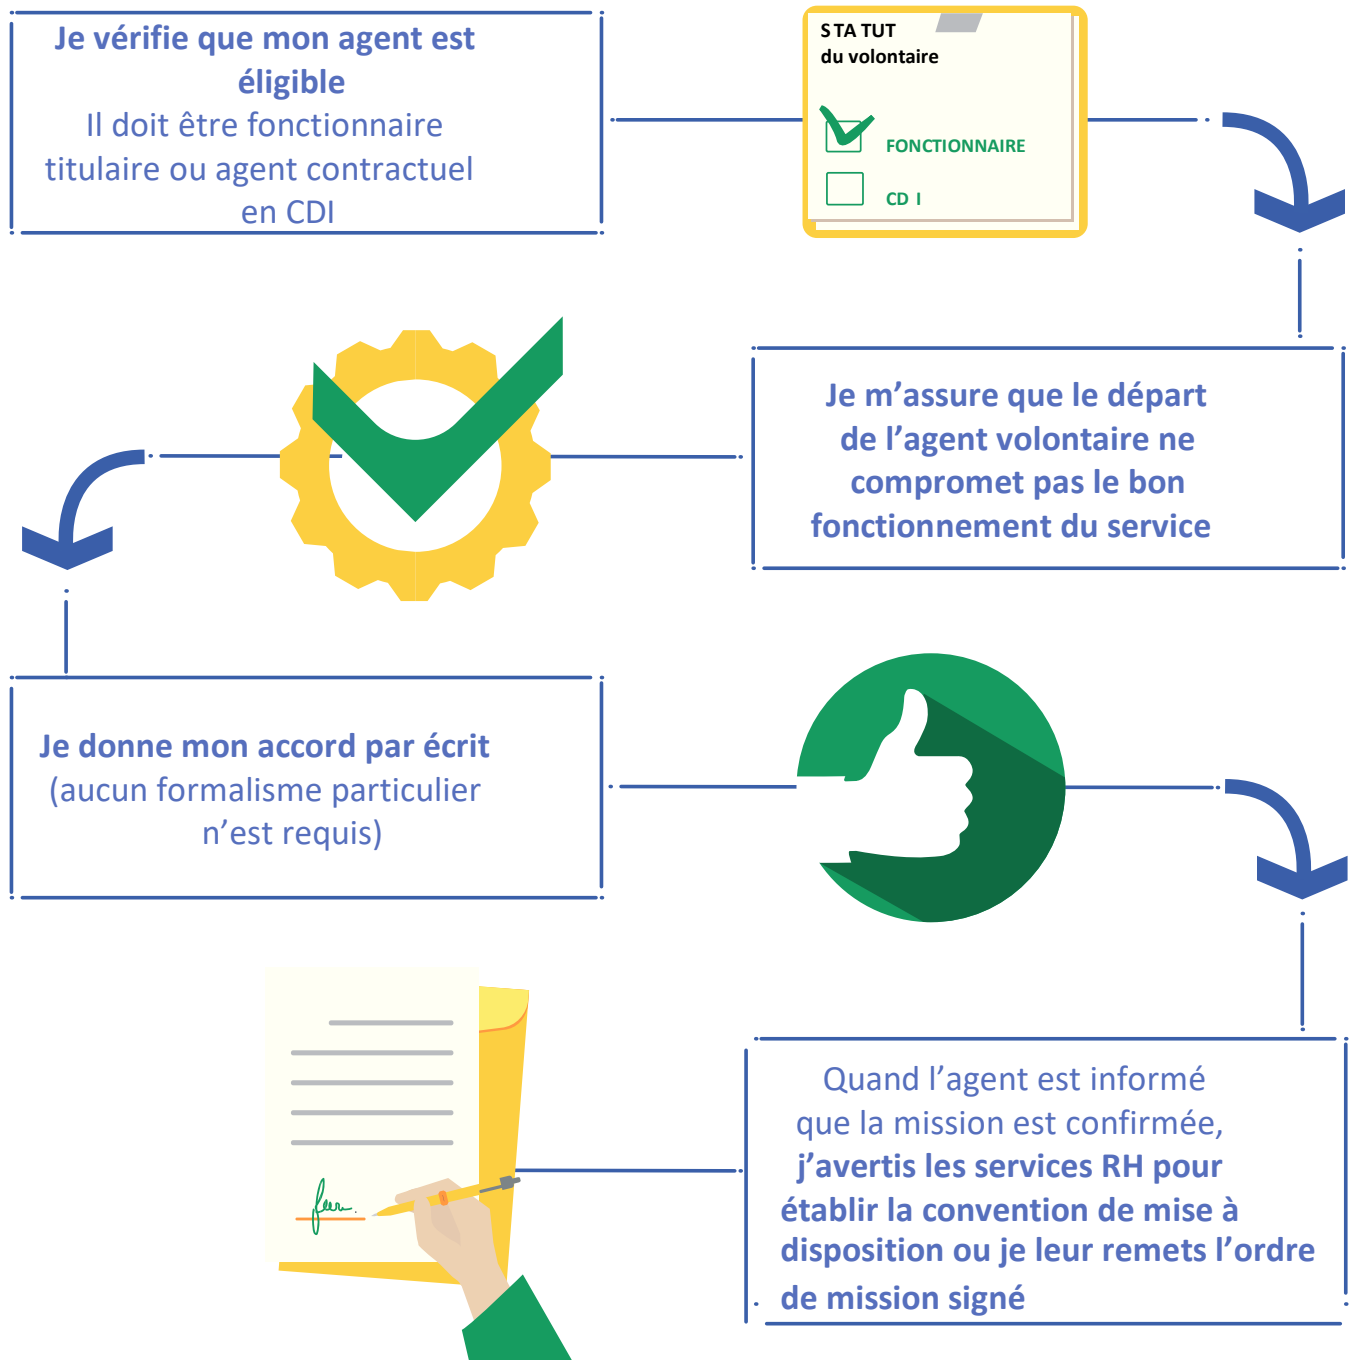 Je vérifie que mon agent est
éligible
Il doit être fonctionnaire
titulaire ou agent contractuel
en CDI
STATUT
du volontaire
FONCTIONNAIRE
CDI
Je m’assure que le départ
de l’agent volontaire ne
compromet pas le bon
fonctionnement du service
Je donne mon accord par écrit
(aucun formalisme particulier
n’est requis)
Quand l’agent est informé
que la mission est confirmée,
j’avertis les services RH pour
établir la convention de mise à
disposition ou je leur remets l’ordre
de mission signé